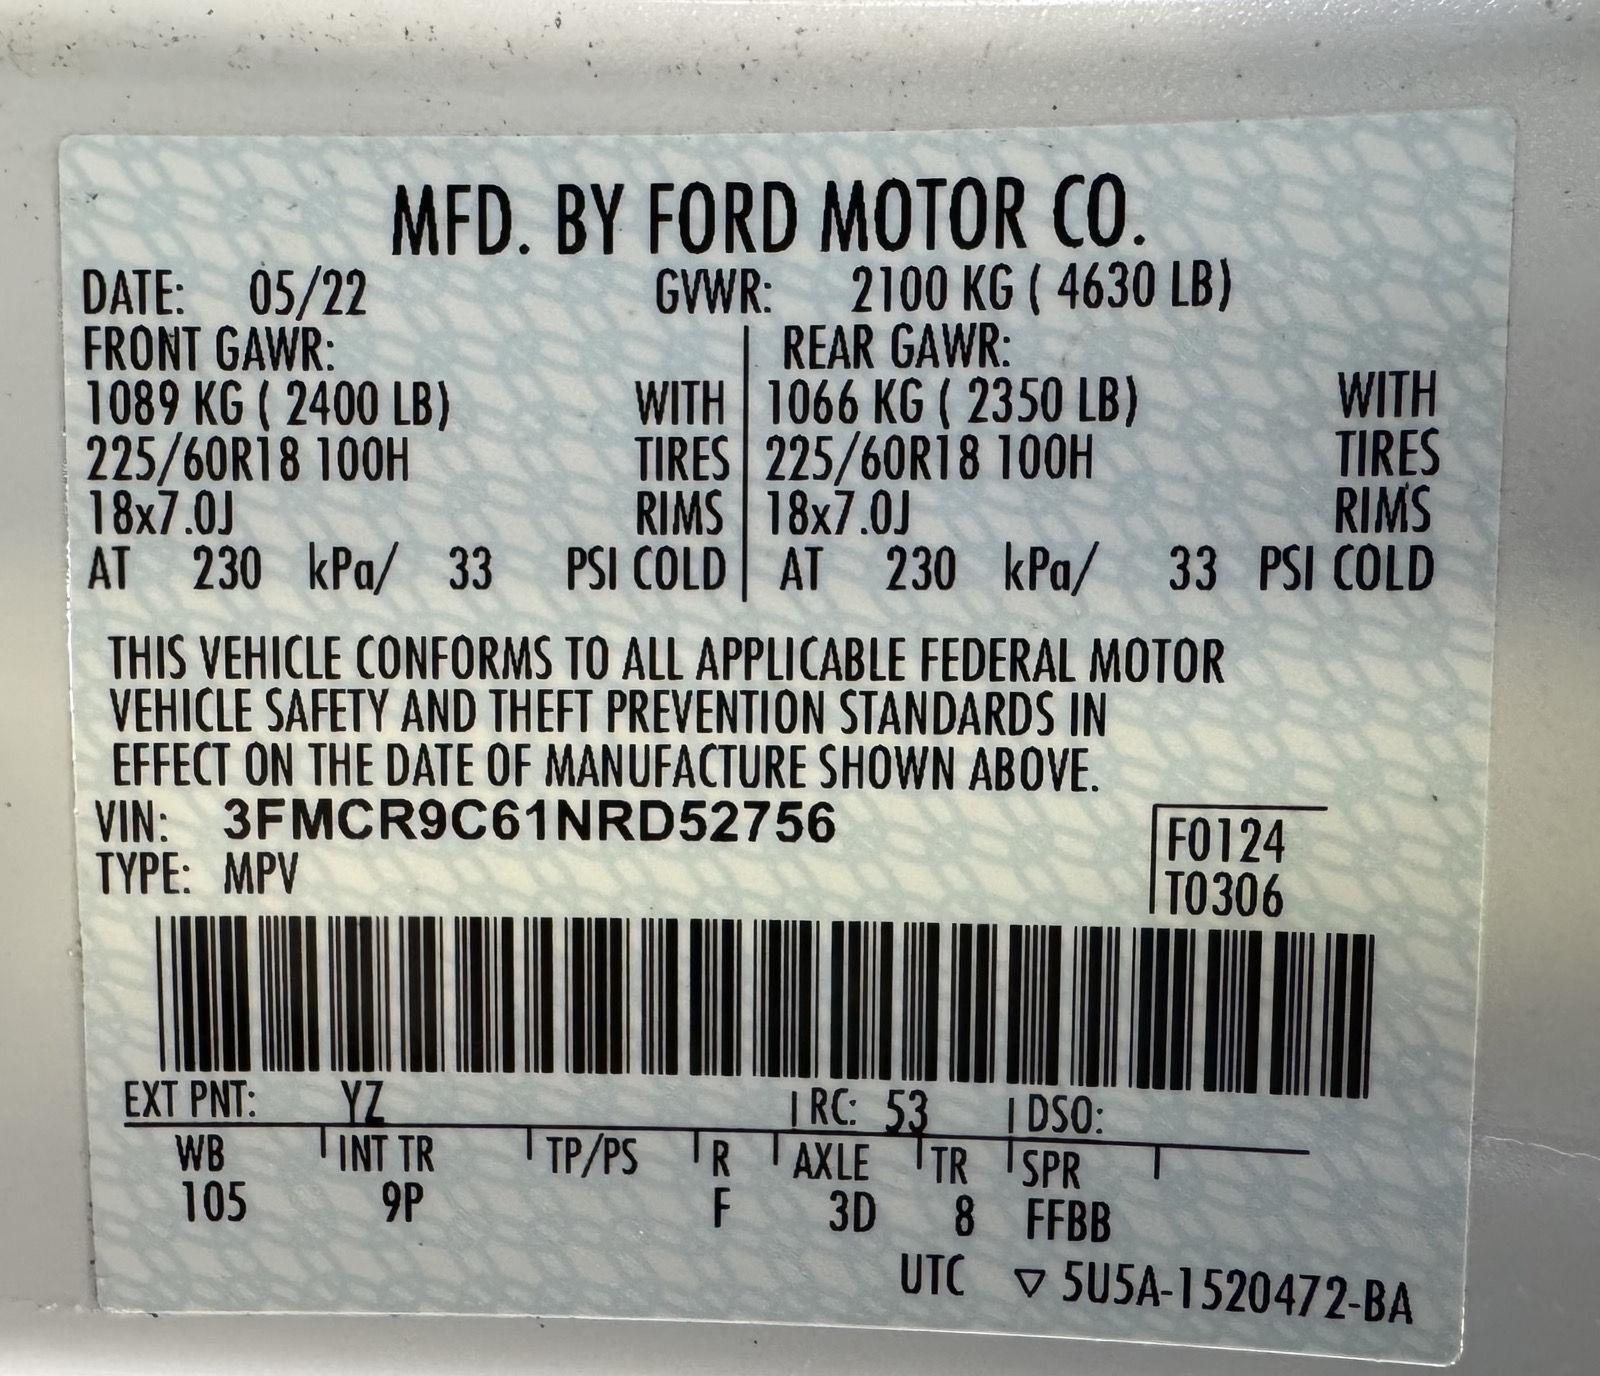 MFD. BY FORD MOTOR CO.
DATE: 05/22 GVWR: 2100 KG ( 4630 LB)
FRONT GAWR: REAR GAWR:
1089 KG ( 2400 LB) WITH 1066 KG ( 2350 LB) WITH
225/60R18 100H TIRES 225/60R18 100H TIRES
18x7.0J RIMS 18x7.0J RIMS
AT 230 kPa/ 33 PSI COLD AT 230 kPa/ 33 PSI COLD
THIS VEHICLE CONFORMS TO ALL APPLICABLE FEDERAL MOTOR
VEHICLE SAFETY AND THEFT PREVENTION STANDARDS IN
EFFECT ON THE DATE OF MANUFACTURE SHOWN ABOVE.
VIN: 3FMCR9C61NRD52756
F0124
TYPE: MPV
T0306
EXT PNT: YZ RC: 53 DSO:
WB INT TR TP/PS R AXLE TR SPR
105 9P F 3D 8 FFBB
UTC ▽ 5U5A-1520472-BA